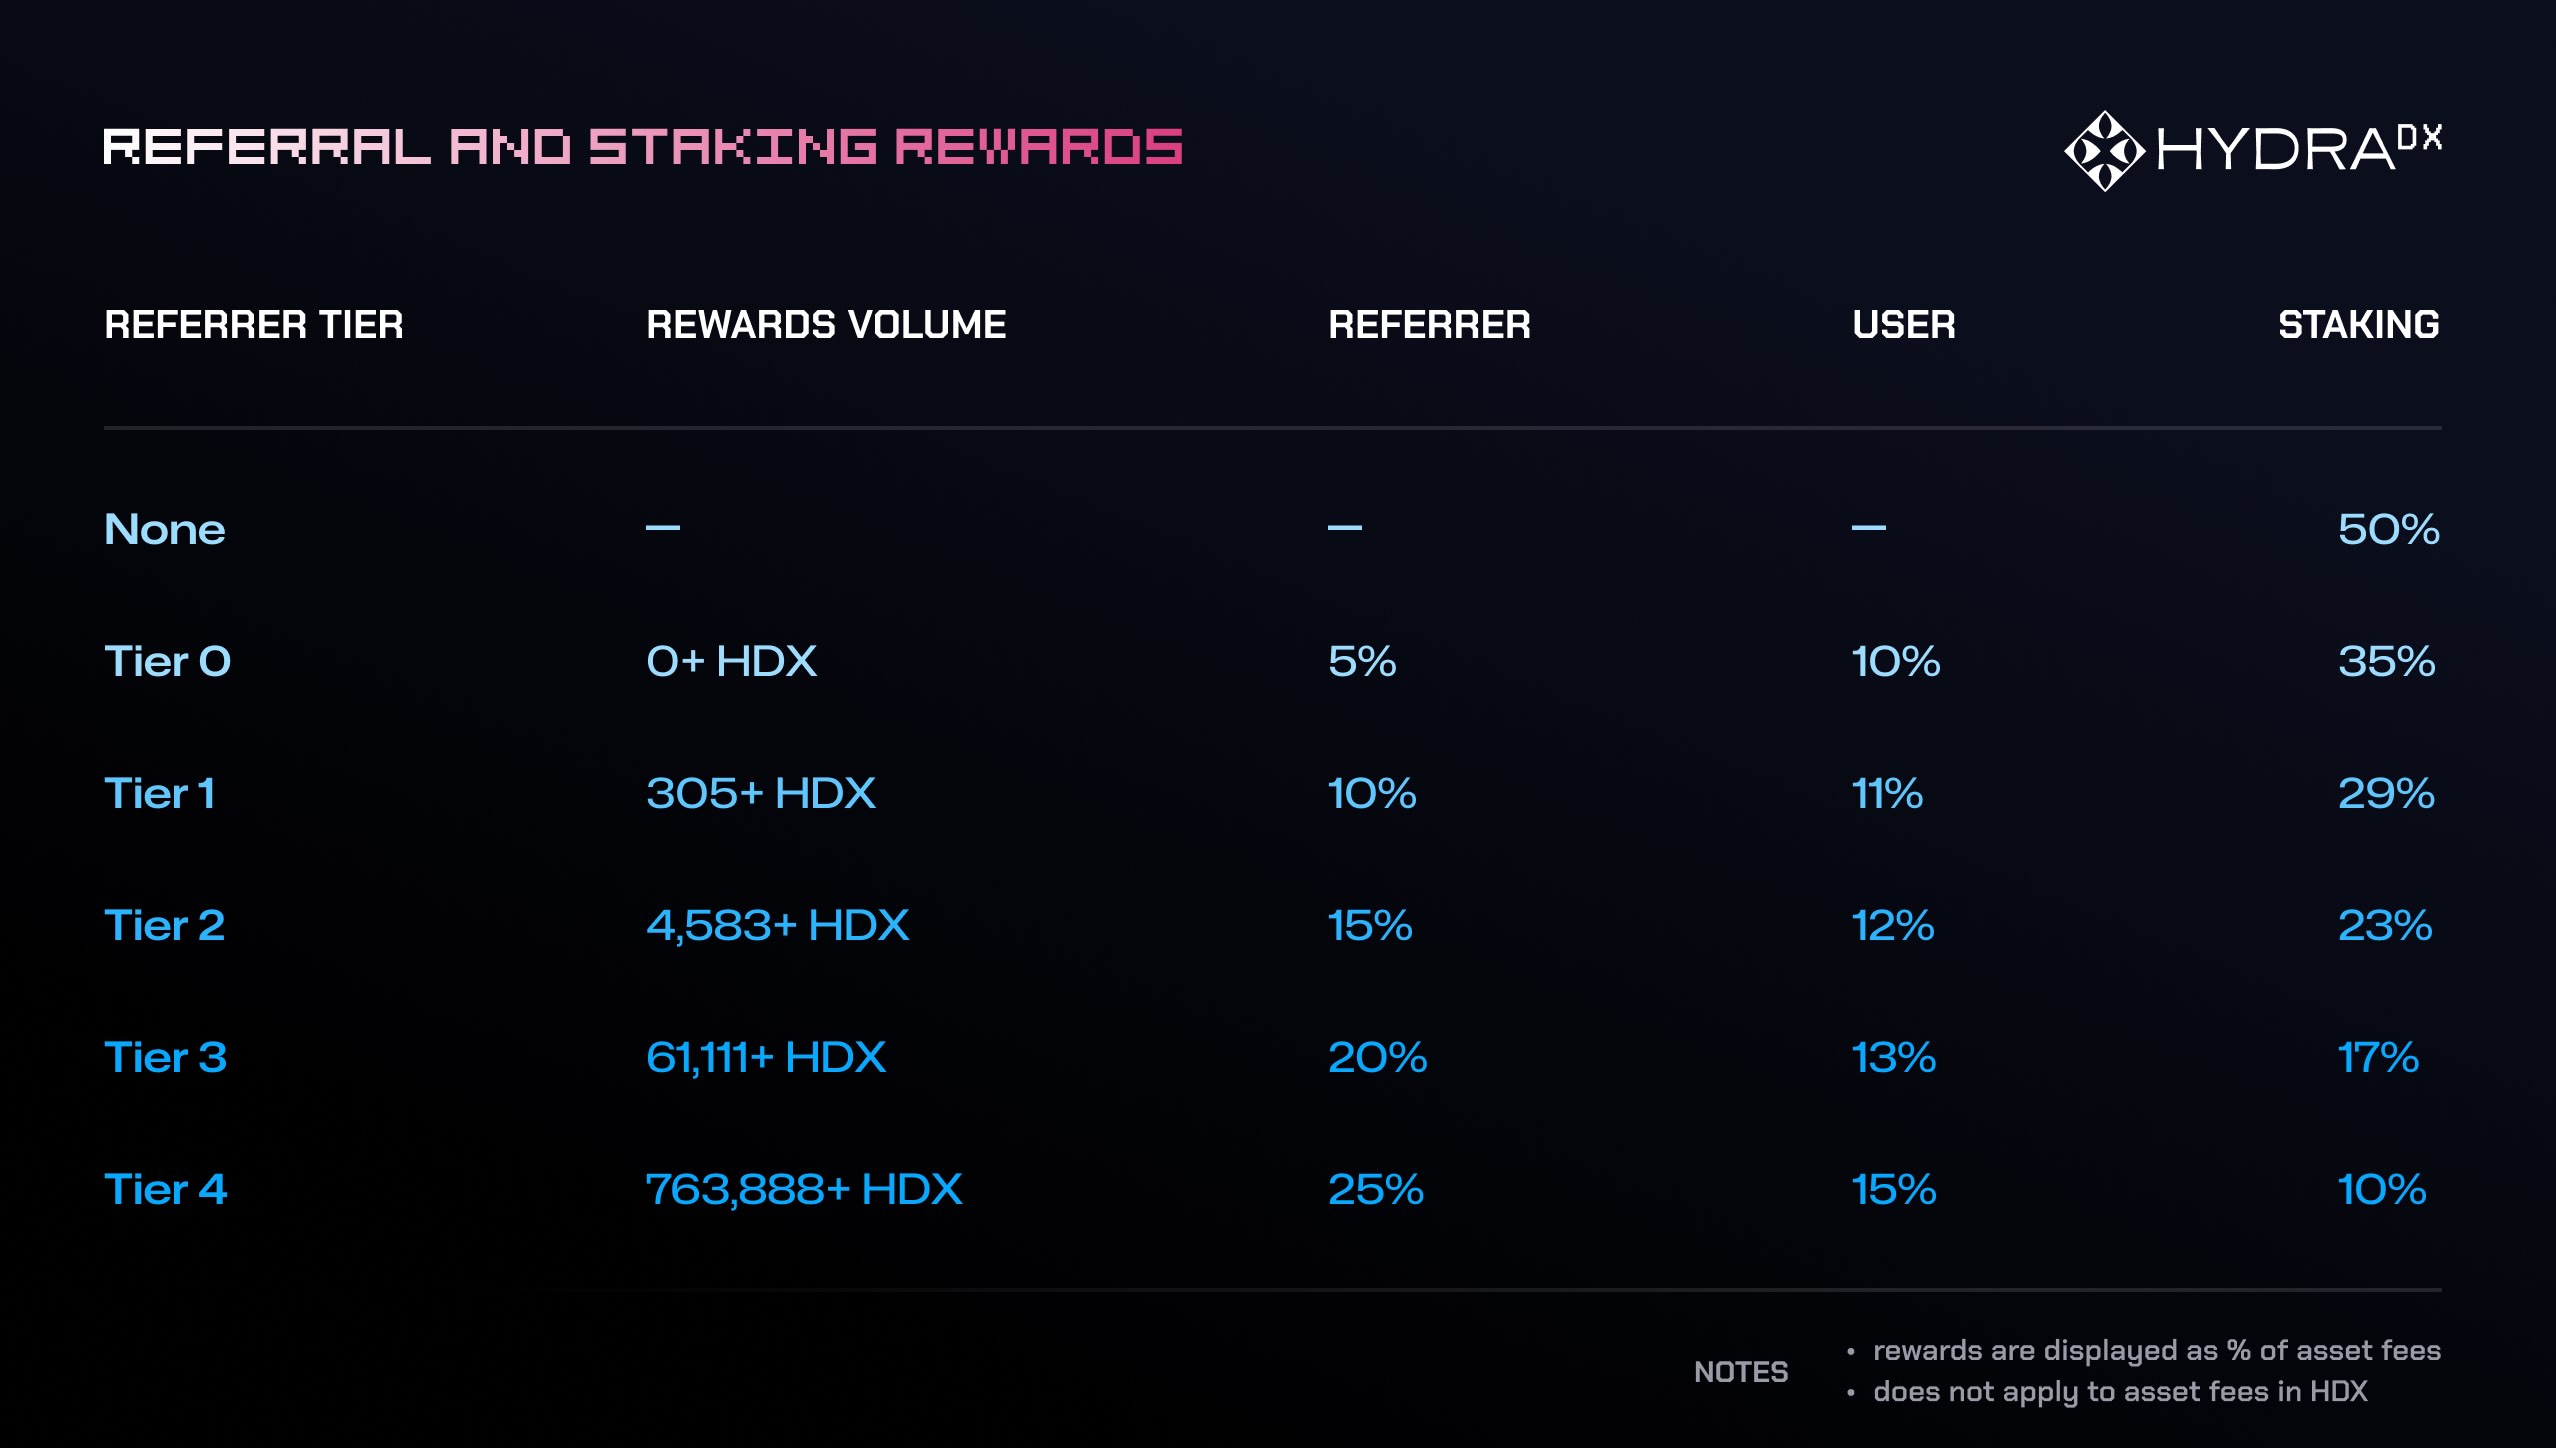 REFERRAL AND STAKING REWARDS
HYDRADX
REFERRER TIER REWARDS VOLUME REFERRER USER STAKING
None — — — 50%
Tier 0 0+ HDX 5% 10% 35%
Tier 1 305+ HDX 10% 11% 29%
Tier 2 4,583+ HDX 15% 12% 23%
Tier 3 61,111+ HDX 20% 13% 17%
Tier 4 763,888+ HDX 25% 15% 10%
NOTES
• rewards are displayed as % of asset fees
• does not apply to asset fees in HDX